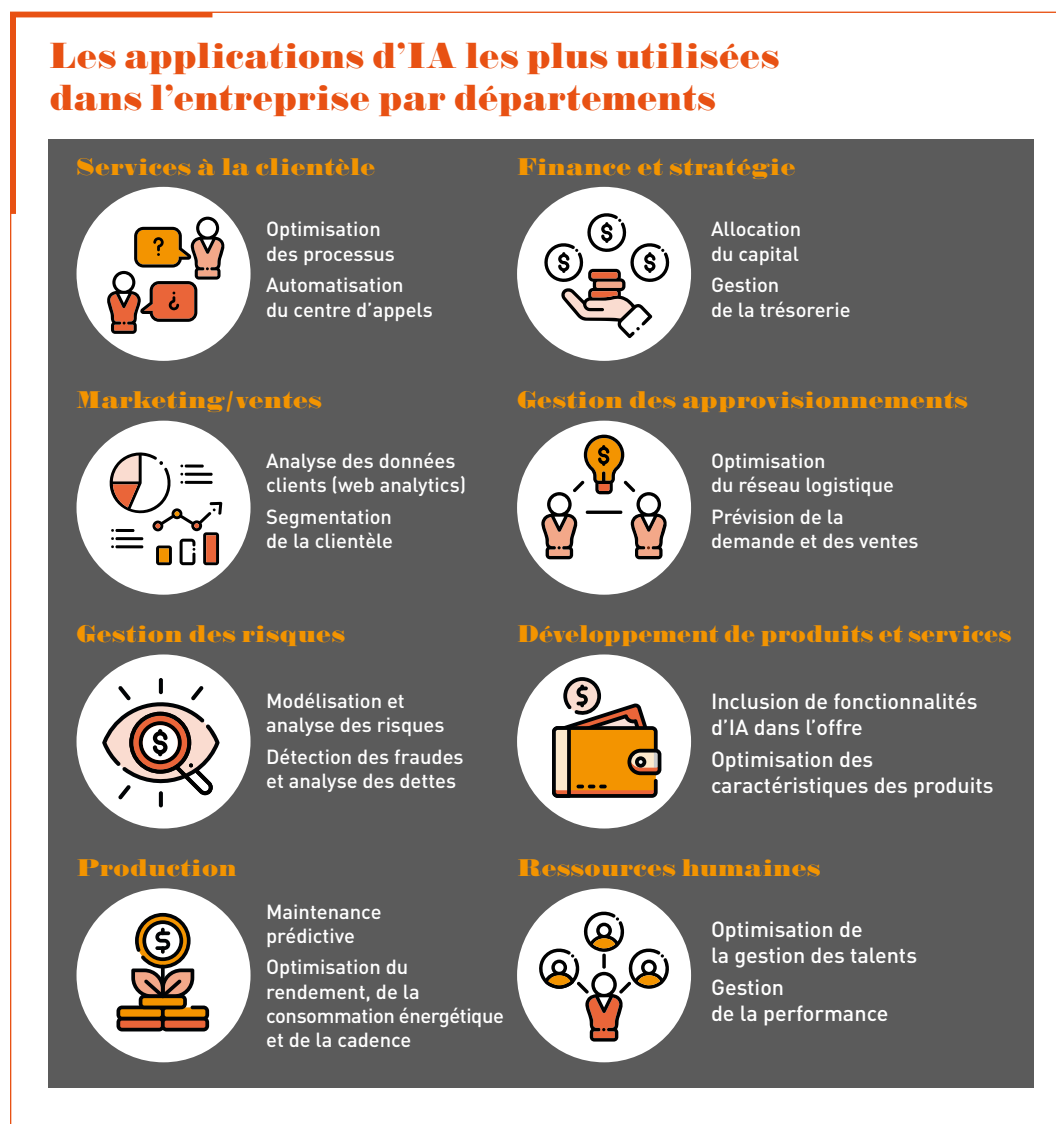 Les applications d’IA les plus utilisées
dans l’entreprise par départements
Services à la clientèle
?
¿
Optimisation
des processus
Automatisation
du centre d’appels
Finance et stratégie
$
$
$
Allocation
du capital
Gestion
de la trésorerie
Marketing/ventes
Analyse des données
clients (web analytics)
Segmentation
de la clientèle
Gestion des approvisionnements
$
Optimisation
du réseau logistique
Prévision de la
demande et des ventes
Gestion des risques
$
Modélisation et
analyse des risques
Détection des fraudes
et analyse des dettes
Développement de produits et services
$
Inclusion de fonctionnalités
d’IA dans l’offre
Optimisation des
caractéristiques des produits
Production
$
Maintenance
prédictive
Optimisation du
rendement, de la
consommation énergétique
et de la cadence
Ressources humaines
Optimisation de
la gestion des talents
Gestion
de la performance